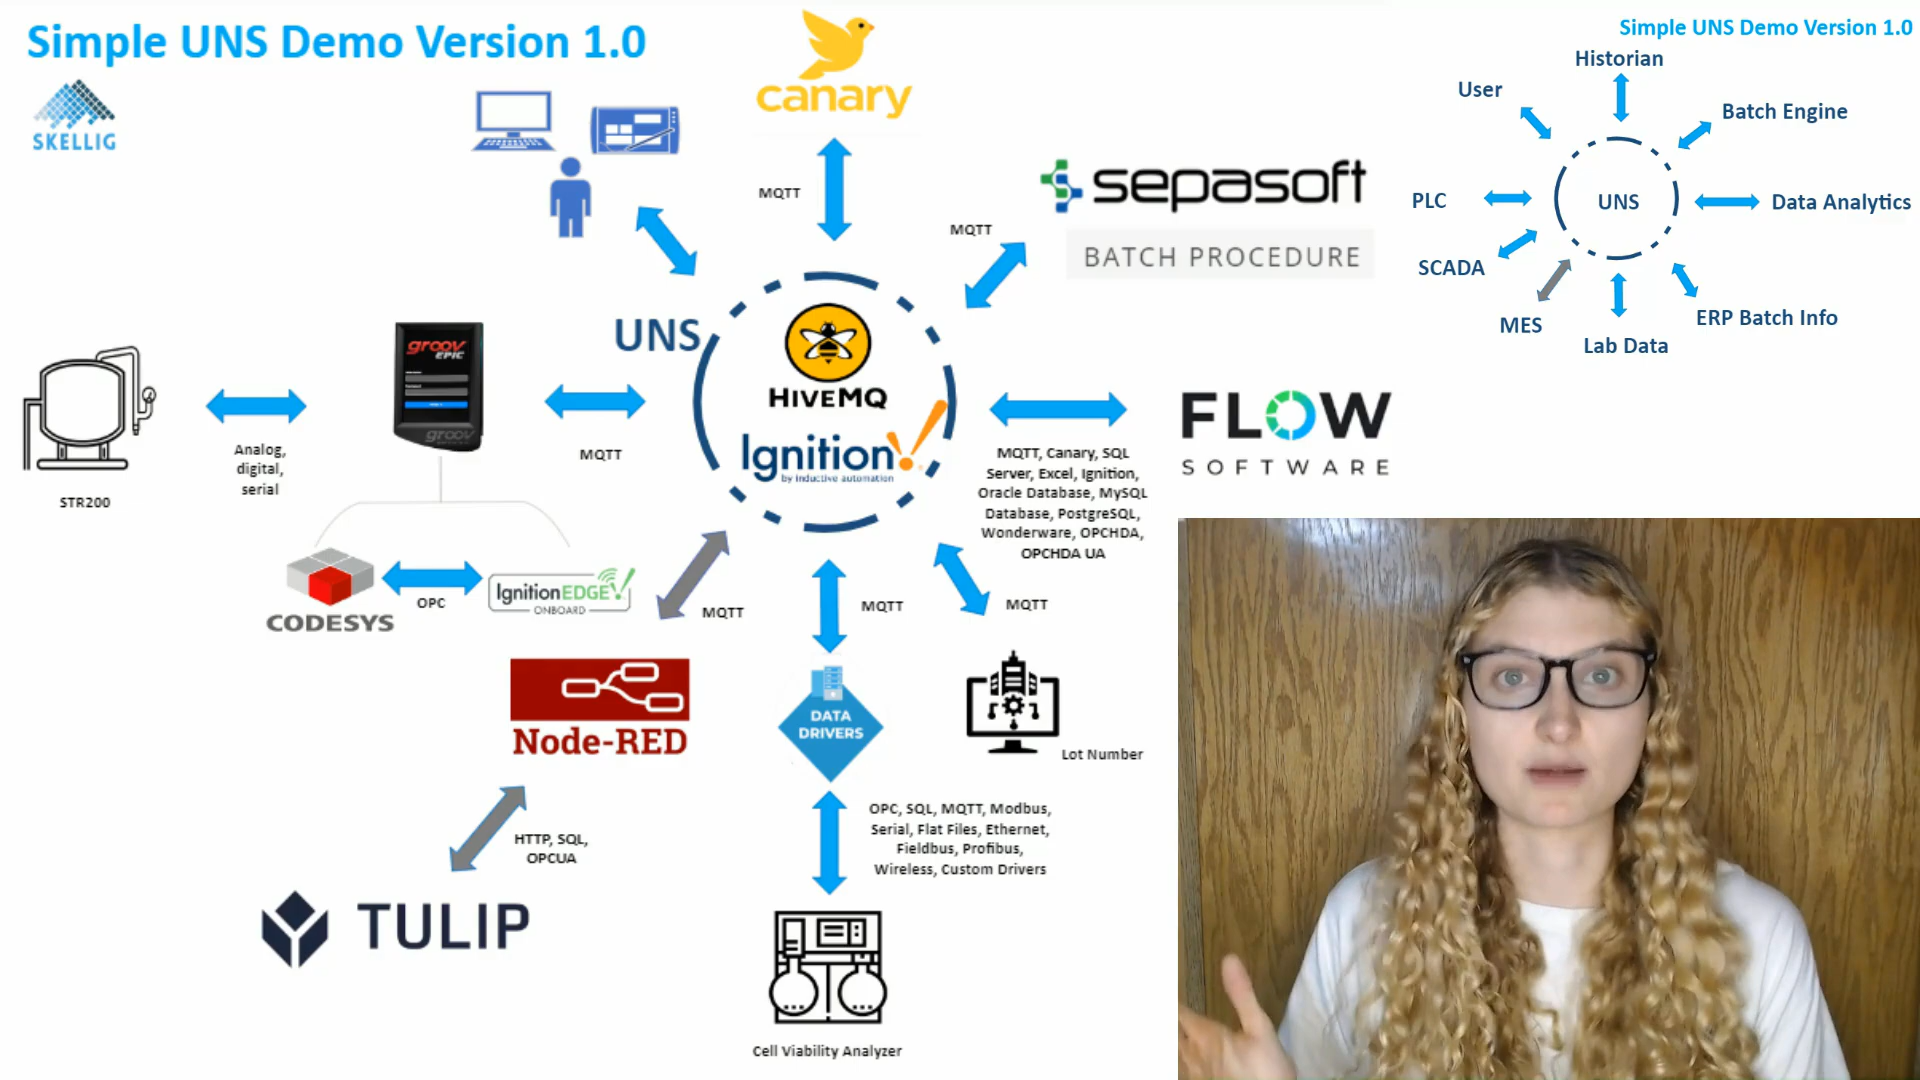 Simple UNS Demo Version 1.0
SKELLIG
canary
MQTT
sepasoft
BATCH PROCEDURE
MQTT
UNS
HIVEMQ
Ignition!
by inductive automation
groov
EPIC
groov
STR200
Analog,
digital,
serial
MQTT
FLOW
SOFTWARE
MQTT, Canary, SQL
Server, Excel, Ignition,
Oracle Database, MySQL
Database, PostgreSQL,
Wonderware, OPCHDA,
OPCHDA UA
CODESYS
OPC
IgnitionEDGE!
ONBOARD
MQTT
MQTT
MQTT
Node-RED
DATA
DRIVERS
Lot Number
HTTP, SQL,
OPCUA
TULIP
OPC, SQL, MQTT, Modbus,
Serial, Flat Files, Ethernet,
Fieldbus, Profibus,
Wireless, Custom Drivers
Cell Viability Analyzer
Simple UNS Demo Version 1.0
Historian
User
Batch Engine
PLC
UNS
Data Analytics
SCADA
MES
Lab Data
ERP Batch Info